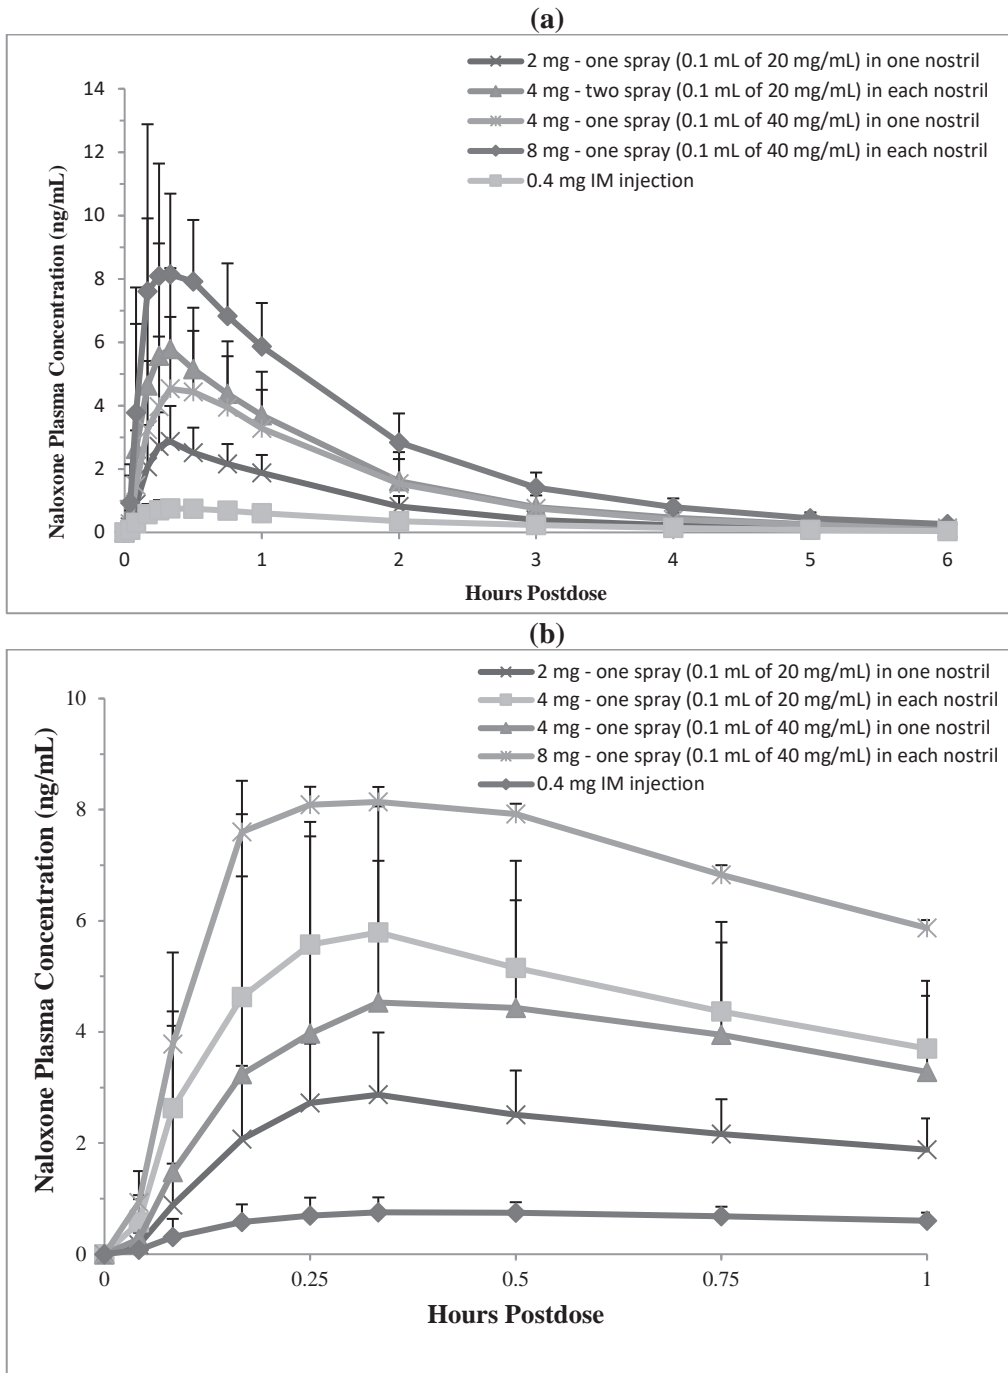 (a)
2 mg - one spray (0.1 mL of 20 mg/mL) in one nostril
4 mg - two spray (0.1 mL of 20 mg/mL) in each nostril
4 mg - one spray (0.1 mL of 40 mg/mL) in one nostril
8 mg - one spray (0.1 mL of 40 mg/mL) in each nostril
0.4 mg IM injection
Naloxone Plasma Concentration (ng/mL)
14
12
10
8
6
4
2
0
0 1 2 3 4 5 6
Hours Postdose
(b)
2 mg - one spray (0.1 mL of 20 mg/mL) in one nostril
4 mg - one spray (0.1 mL of 20 mg/mL) in each nostril
4 mg - one spray (0.1 mL of 40 mg/mL) in one nostril
8 mg - one spray (0.1 mL of 40 mg/mL) in each nostril
0.4 mg IM injection
Naloxone Plasma Concentration (ng/mL)
10
8
6
4
2
0
0 0.25 0.5 0.75 1
Hours Postdose